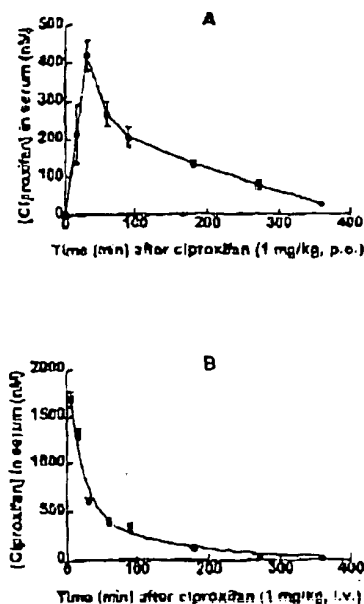 A
[Ciproxifan] in serum (nM)
500
400
300
200
100
0
0 100 200 300 400
Time (min) after ciproxifan (1 mg/kg, p.o.)
B
[Ciproxifan] in serum (nM)
2000
1500
1000
500
0
0 100 200 300 400
Time (min) after ciproxifan (1 mg/kg, i.v.)